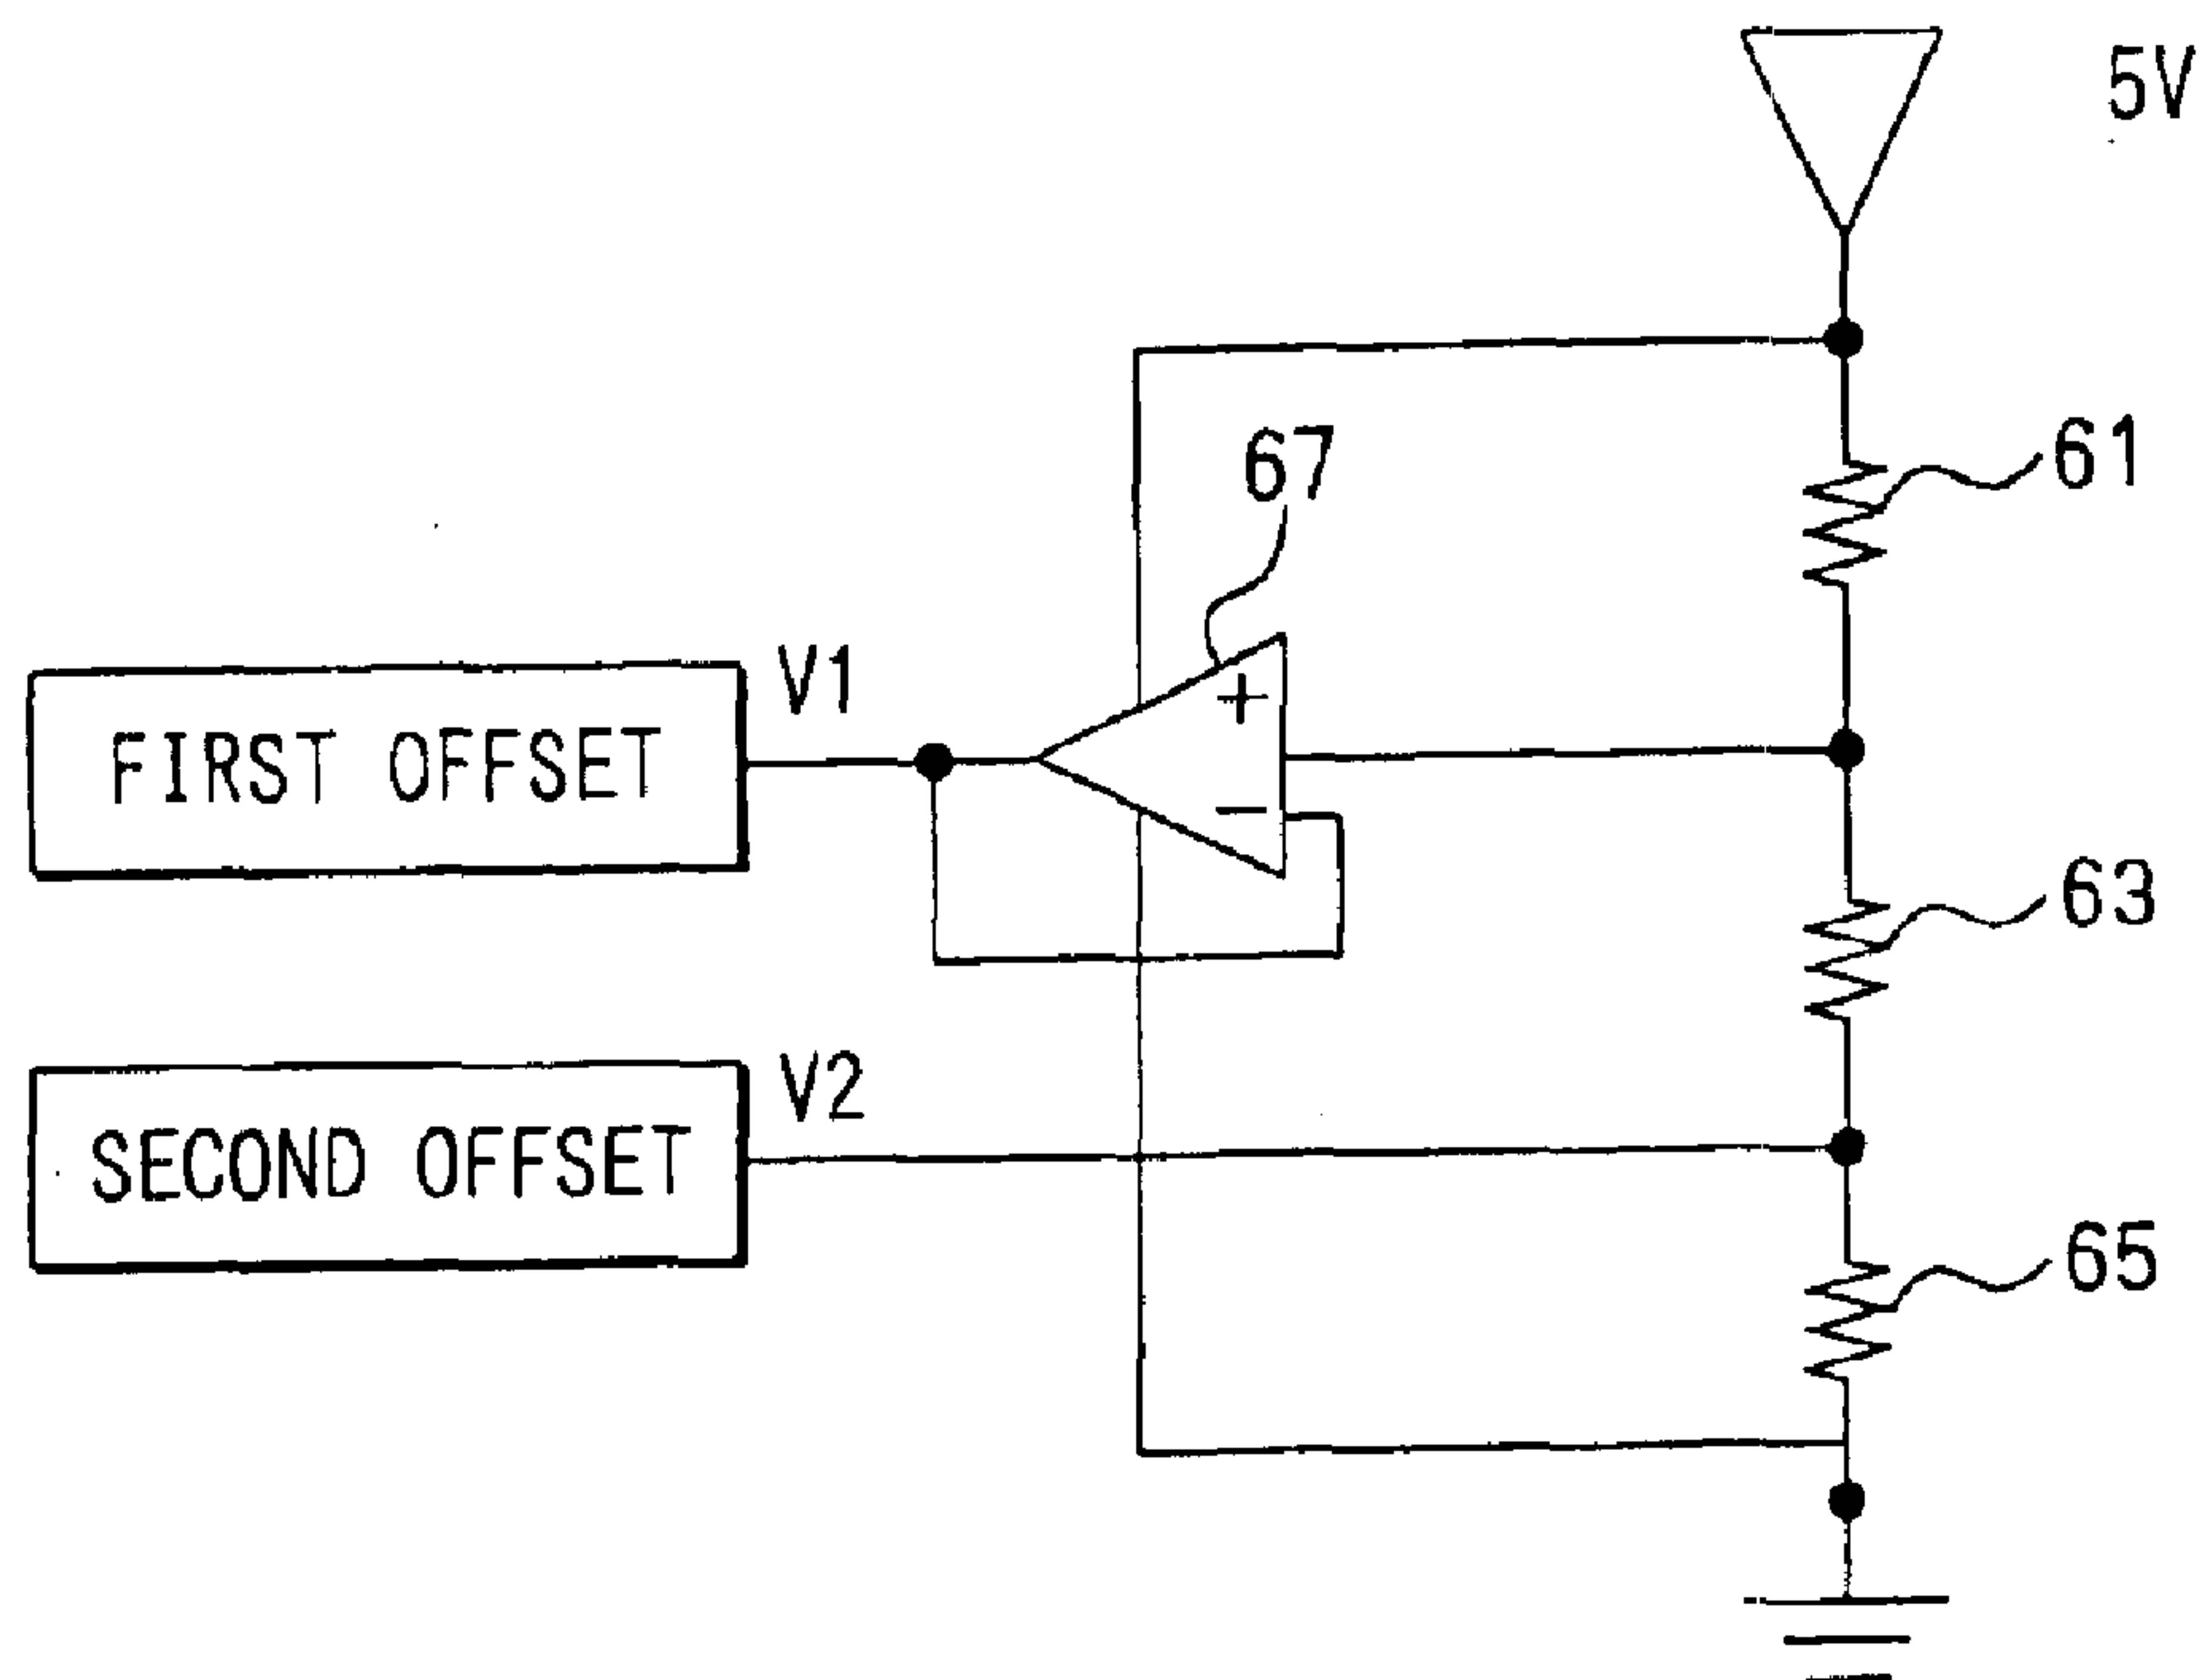 5V
61
67
V1
FIRST OFFSET
+
−
63
V2
SECOND OFFSET
65